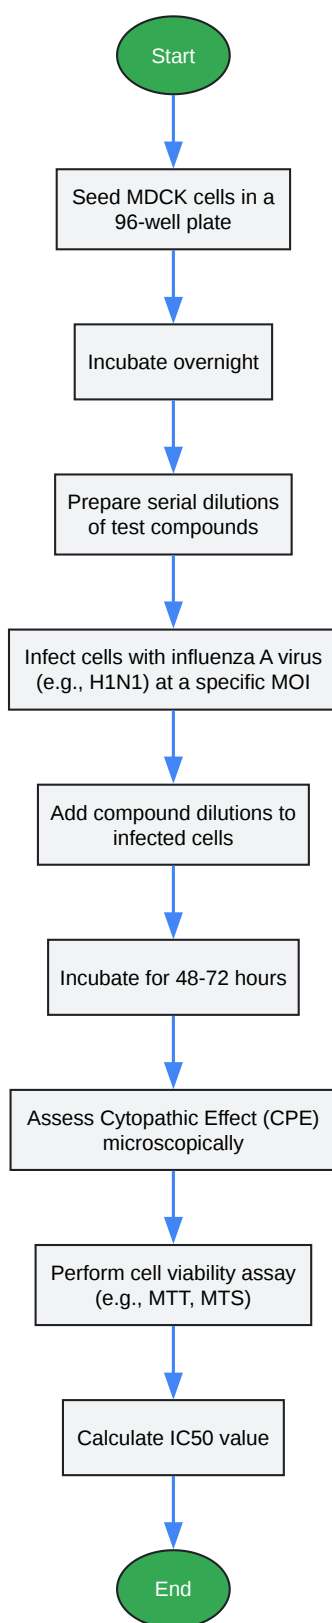 Start
Seed MDCK cells in a
96-well plate
Incubate overnight
Prepare serial dilutions
of test compounds
Infect cells with influenza A virus
(e.g., H1N1) at a specific MOI
Add compound dilutions to
infected cells
Incubate for 48-72 hours
Assess Cytopathic Effect (CPE)
microscopically
Perform cell viability assay
(e.g., MTT, MTS)
Calculate IC50 value
End